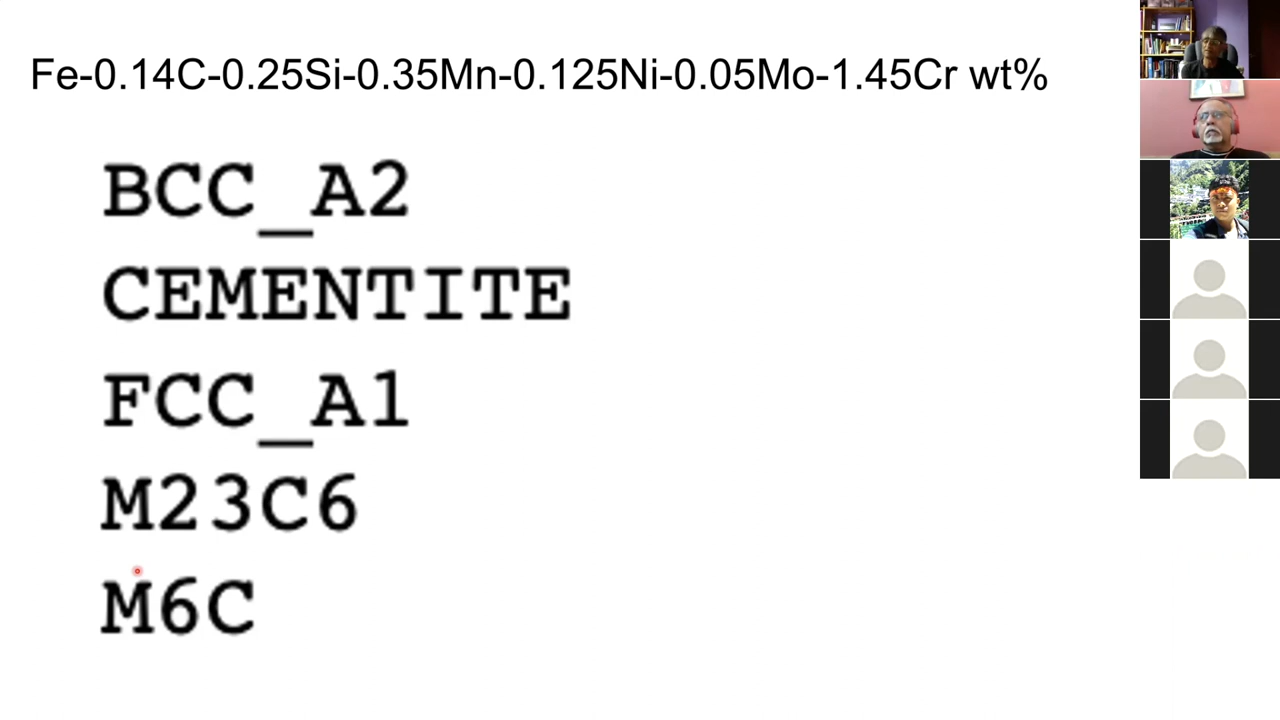 Fe-0.14C-0.25Si-0.35Mn-0.125Ni-0.05Mo-1.45Cr wt%
BCC_A2
CEMENTITE
FCC_A1
M23C6
M6C